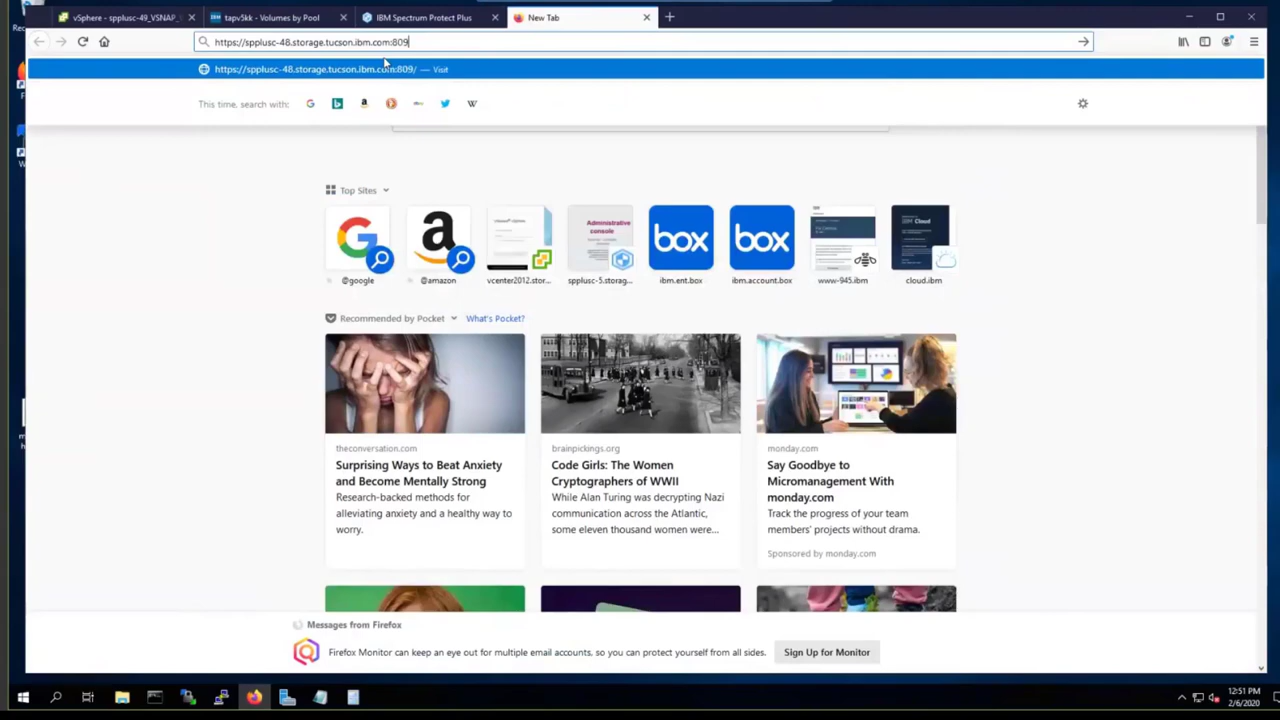 Rec
vSphere - spplusc-49_VSNAP_
tapv5kk - Volumes by Pool
IBM Spectrum Protect Plus
New Tab
https://spplusc-48.storage.tucson.ibm.com:809
https://spplusc-48.storage.tucson.ibm.com:809/ — Visit
This time, search with:
Top Sites
Administrative
console
IBM Cloud
box
box
@google
@amazon
vcenter2012.stor...
spplusc-5.storag...
ibm.ent.box
ibm.account.box
www-945.ibm
cloud.ibm
Recommended by Pocket
What's Pocket?
theconversation.com
Surprising Ways to Beat Anxiety
and Become Mentally Strong
Research-backed methods for
alleviating anxiety and a healthy way to
worry.
brainpickings.org
Code Girls: The Women
Cryptographers of WWII
While Alan Turing was decrypting Nazi
communication across the Atlantic,
some eleven thousand women were...
monday.com
Say Goodbye to
Micromanagement With
monday.com
Track the progress of your team
members' projects without drama.
Sponsored by monday.com
Messages from Firefox
Firefox Monitor can keep an eye out for multiple email accounts, so you can protect yourself from all sides.
Sign Up for Monitor
12:51 PM
2/6/2020